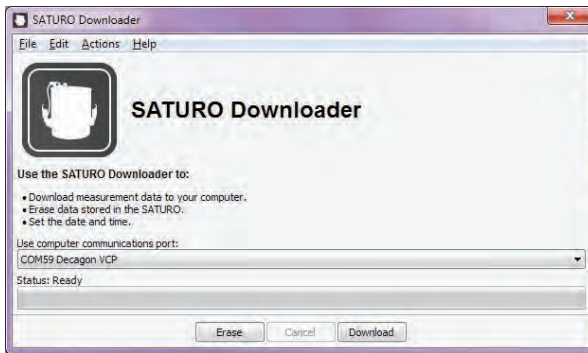 SATURO Downloader
File Edit Actions Help
SATURO Downloader
Use the SATURO Downloader to:
• Download measurement data to your computer.
• Erase data stored in the SATURO.
• Set the date and time.
Use computer communications port:
COM59 Decagon VCP
Status: Ready
Erase Cancel Download